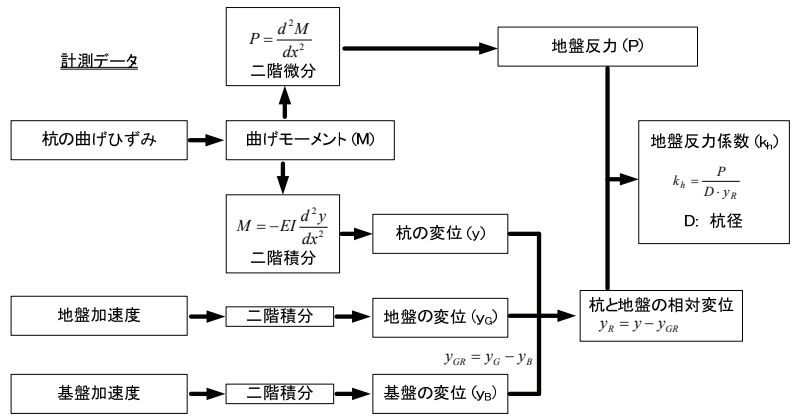 計測データ
P = d²M/dx²
二階微分
地盤反力(P)
杭の曲げひずみ
曲げモーメント(M)
地盤反力係数(kh)
kh = P/(D·yR)
D: 杭径
M = −EI d²y/dx²
二階積分
杭の変位(y)
地盤加速度
二階積分
地盤の変位(yG)
杭と地盤の相対変位
yR = y − yGR
yGR = yG − yB
基盤加速度
二階積分
基盤の変位(yB)